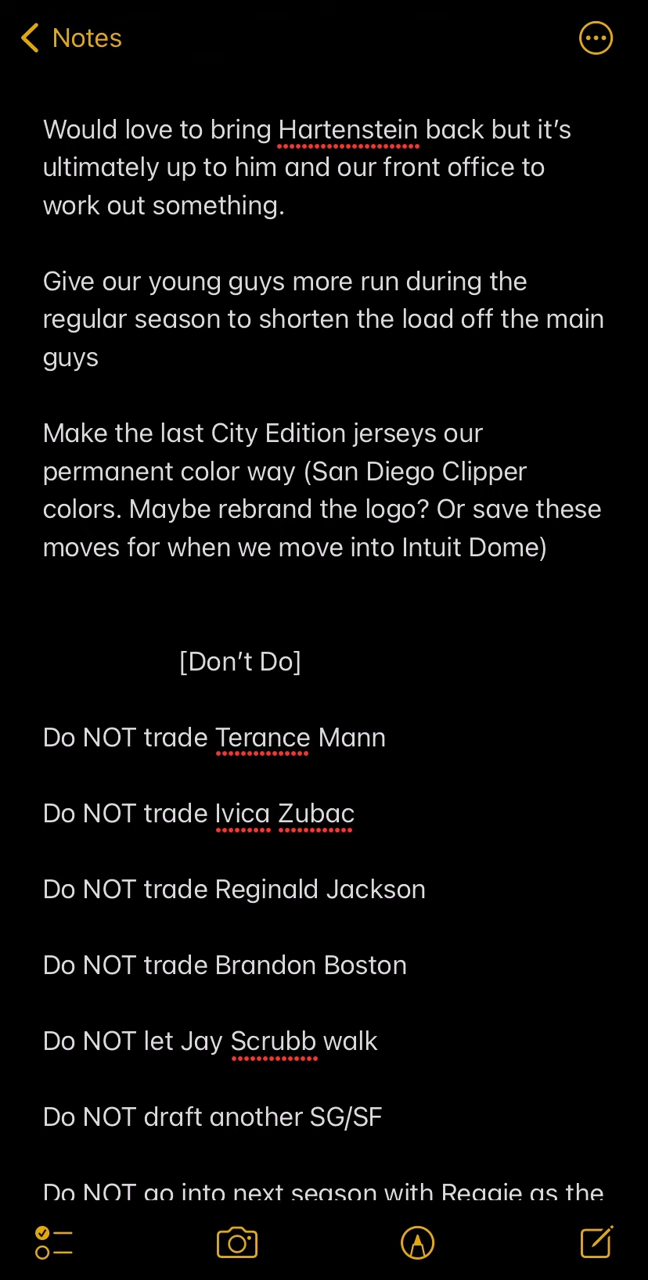 Notes
Would love to bring Hartenstein back but it's
ultimately up to him and our front office to
work out something.
Give our young guys more run during the
regular season to shorten the load off the main
guys
Make the last City Edition jerseys our
permanent color way (San Diego Clipper
colors. Maybe rebrand the logo? Or save these
moves for when we move into Intuit Dome)
[Don't Do]
Do NOT trade Terance Mann
Do NOT trade Ivica Zubac
Do NOT trade Reginald Jackson
Do NOT trade Brandon Boston
Do NOT let Jay Scrubb walk
Do NOT draft another SG/SF
Do NOT go into next season with Reggie as the